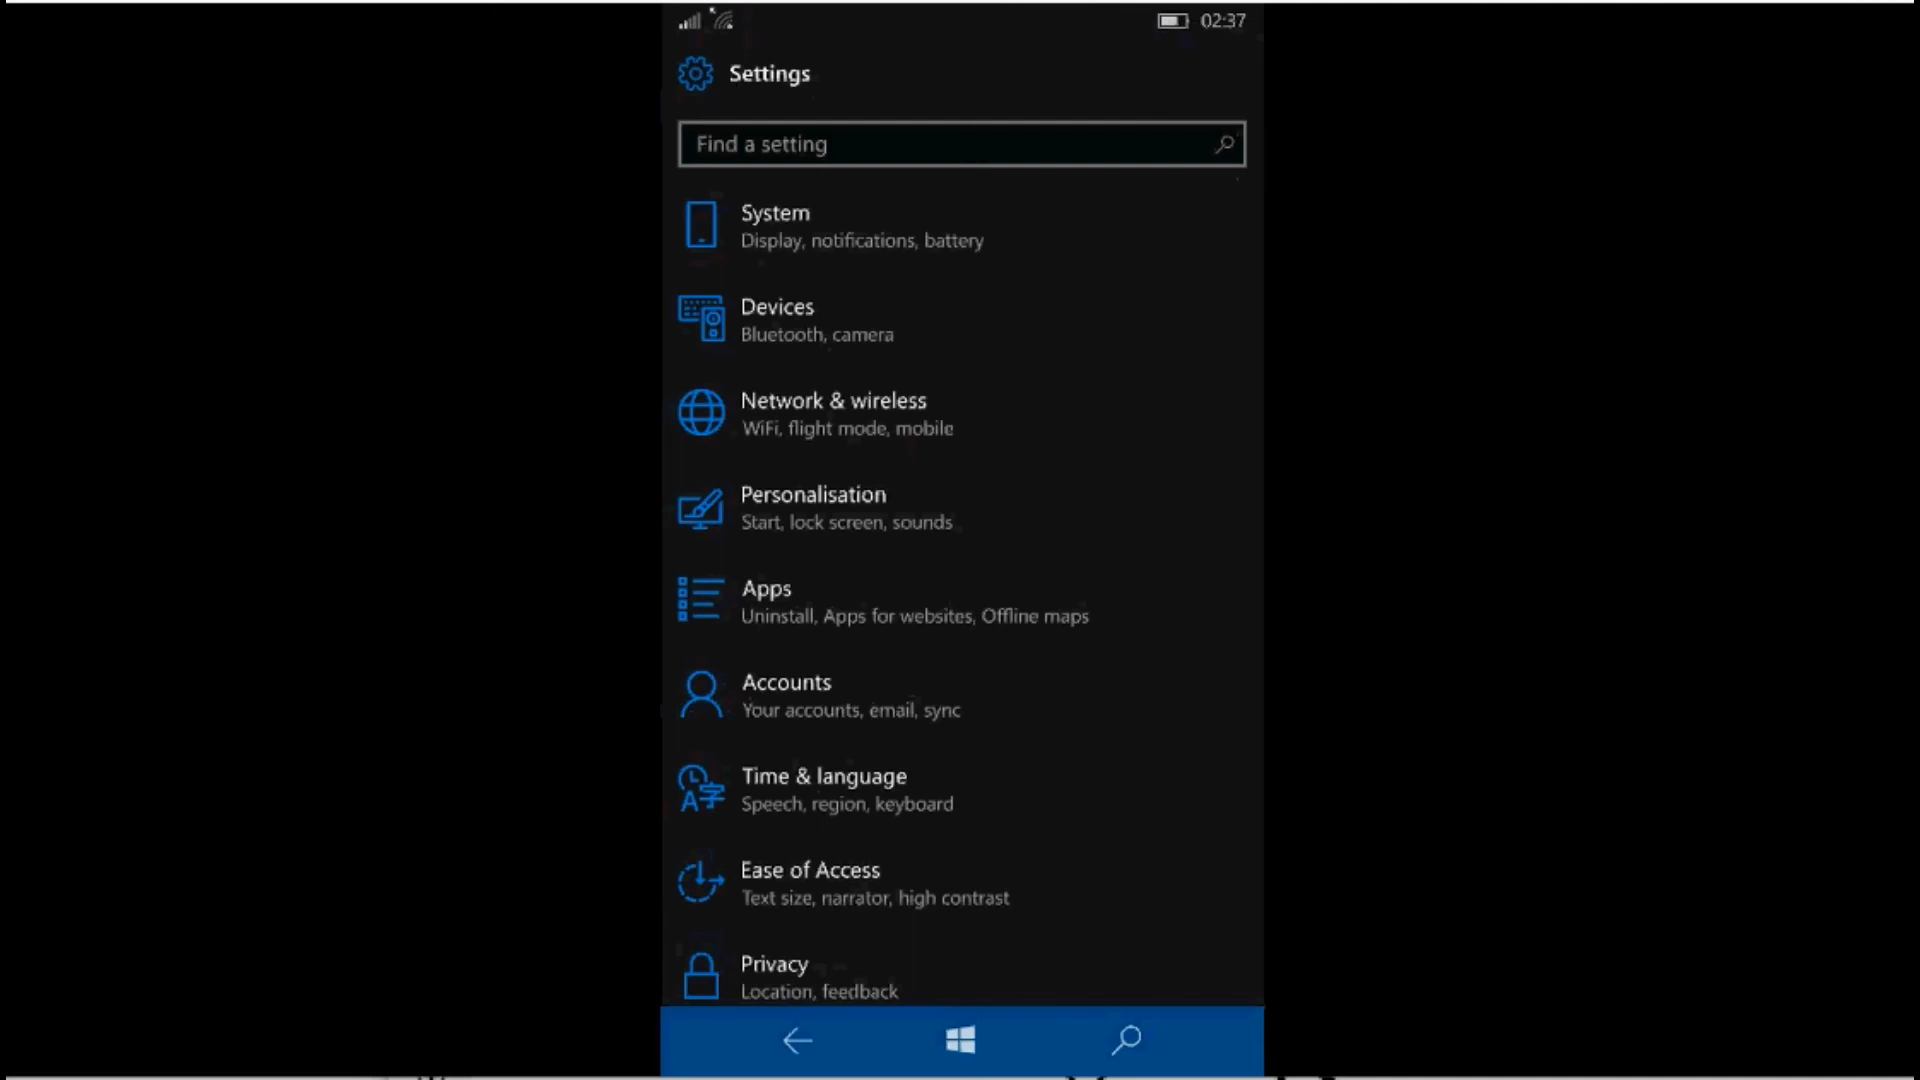 02:37
Settings
Find a setting
System
Display, notifications, battery
Devices
Bluetooth, camera
Network & wireless
WiFi, flight mode, mobile
Personalisation
Start, lock screen, sounds
Apps
Uninstall, Apps for websites, Offline maps
Accounts
Your accounts, email, sync
Time & language
Speech, region, keyboard
Ease of Access
Text size, narrator, high contrast
Privacy
Location, feedback